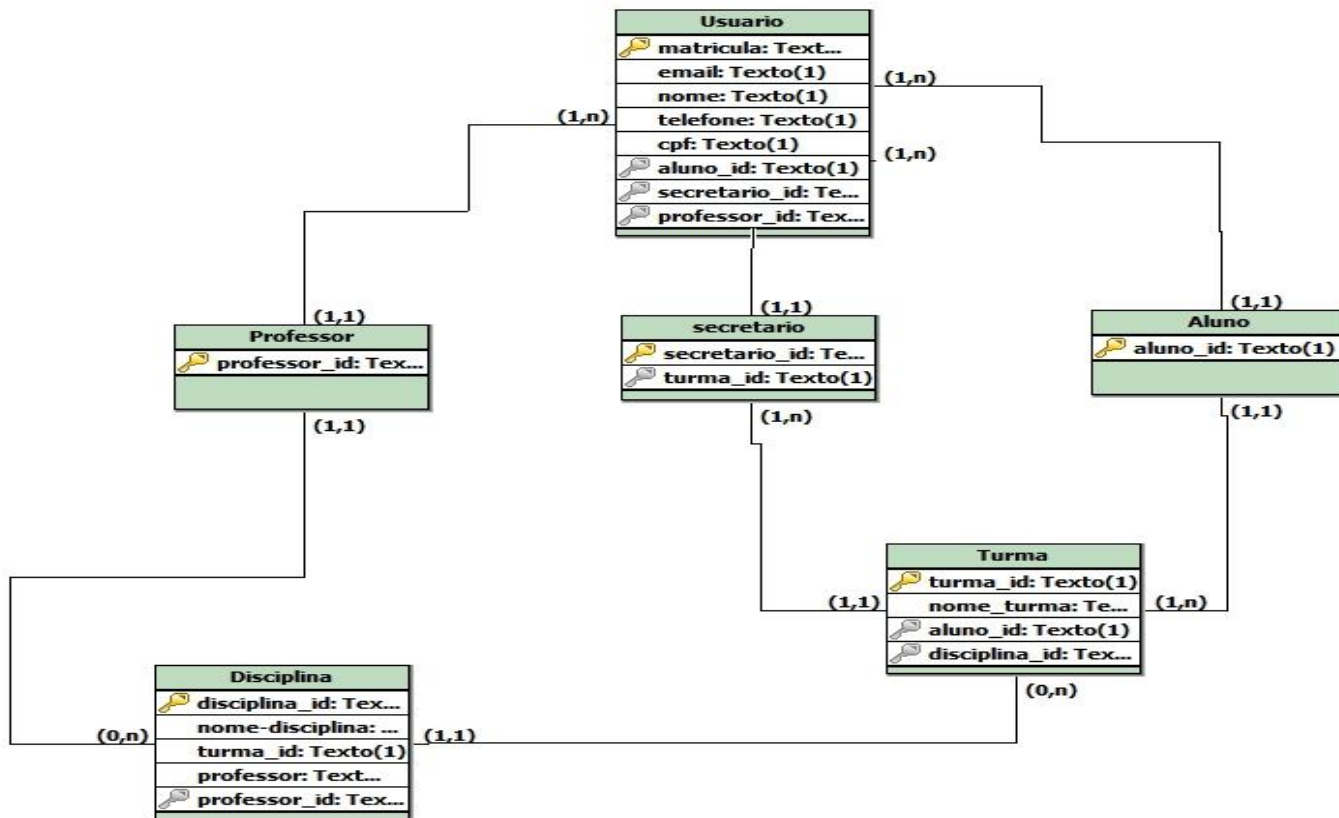 Usuario
matricula: Text...
email: Texto(1)
nome: Texto(1)
telefone: Texto(1)
cpf: Texto(1)
aluno_id: Texto(1)
secretario_id: Te...
professor_id: Tex...
(1,n)
(1,n)
(1,n)
(1,1)
(1,1)
(1,1)
Professor
professor_id: Tex...
(1,1)
secretario
secretario_id: Te...
turma_id: Texto(1)
(1,n)
Aluno
aluno_id: Texto(1)
(1,1)
Turma
turma_id: Texto(1)
nome_turma: Te...
aluno_id: Texto(1)
disciplina_id: Tex...
(1,1)
(1,n)
(0,n)
Disciplina
disciplina_id: Tex...
nome-disciplina: ...
turma_id: Texto(1)
professor: Text...
professor_id: Tex...
(0,n)
(1,1)